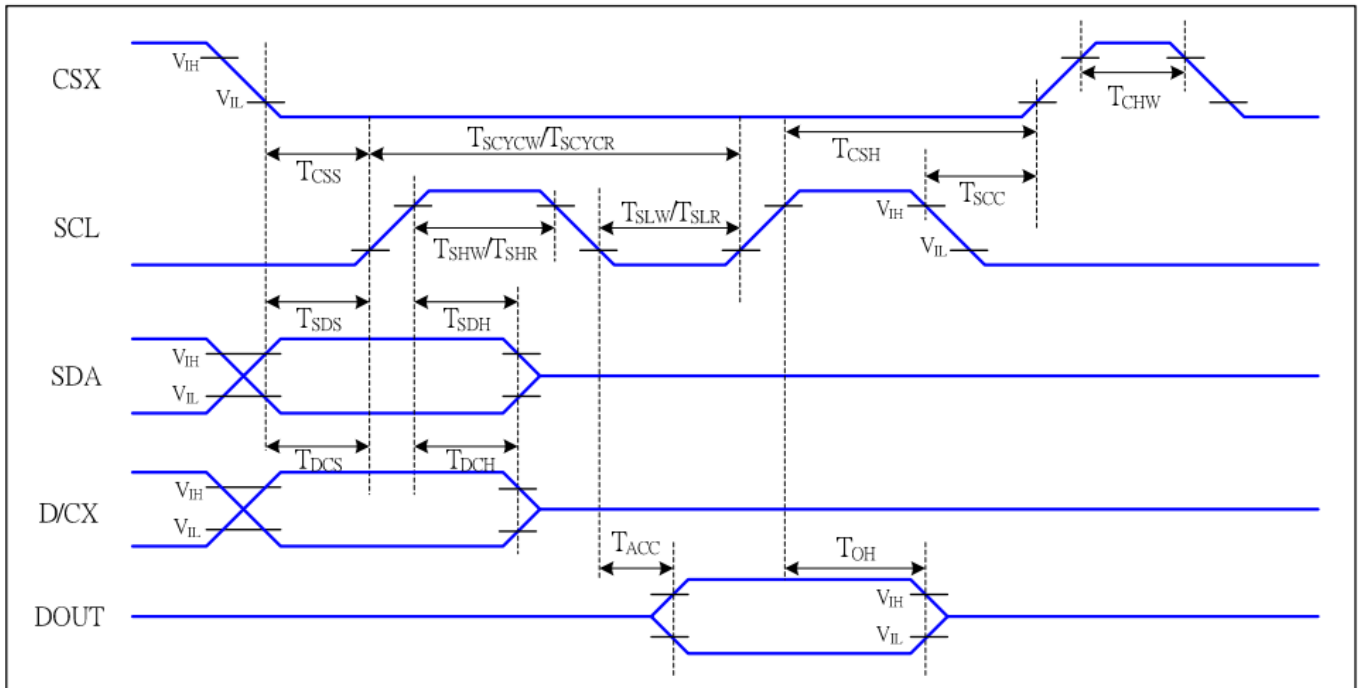 CSX
VIH
VIL
TCHW
TCSS
TSCYCW/TSCYCR
TCSH
TSCC
SCL
TSHW/TSHR
TSLW/TSLR
VIH
VIL
TSDS
TSDH
SDA
VIH
VIL
TDCS
TDCH
D/CX
VIH
VIL
TACC
TOH
DOUT
VIH
VIL